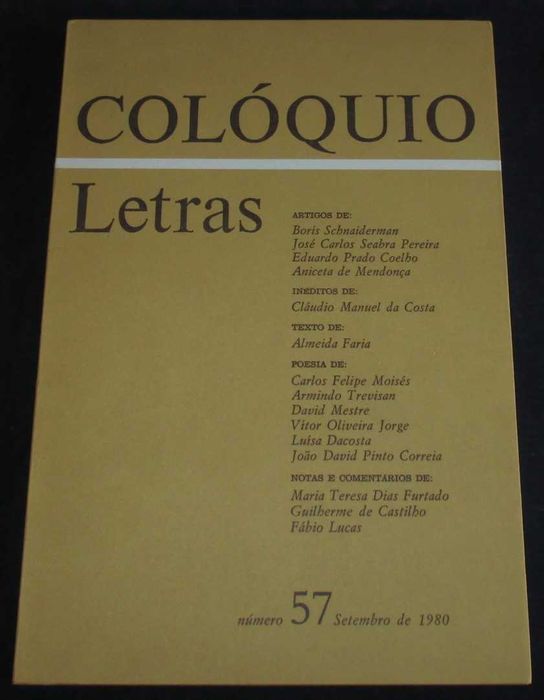 COLÓQUIO
Letras
ARTIGOS DE:
Boris Schnaiderman
José Carlos Seabra Pereira
Eduardo Prado Coelho
Aniceta de Mendonça
INÉDITOS DE:
Cláudio Manuel da Costa
TEXTO DE:
Almeida Faria
POESIA DE:
Carlos Felipe Moisés
Armindo Trevisan
David Mestre
Vítor Oliveira Jorge
Luísa Dacosta
João David Pinto Correia
NOTAS E COMENTÁRIOS DE:
Maria Teresa Dias Furtado
Guilherme de Castilho
Fábio Lucas
número 57 Setembro de 1980